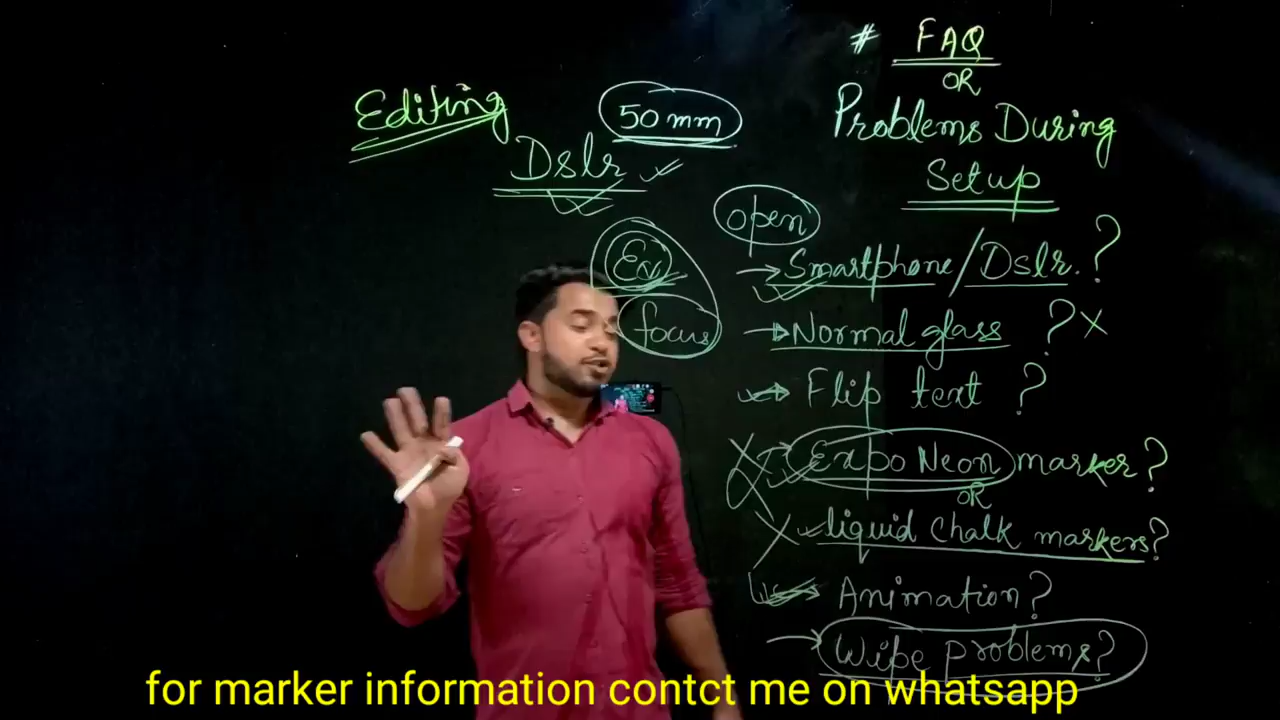 # FAQ
OR
Problems During
Setup
Editing
50 mm
Dslr
open
Ex
focus
→ Smartphone/Dslr. ?
→ Normal glass ? x
→ Flip text ?
→ Expo Neon marker?
OR
liquid chalk markers?
→ Animation?
→ Wipe problems?
for marker information contct me on whatsapp